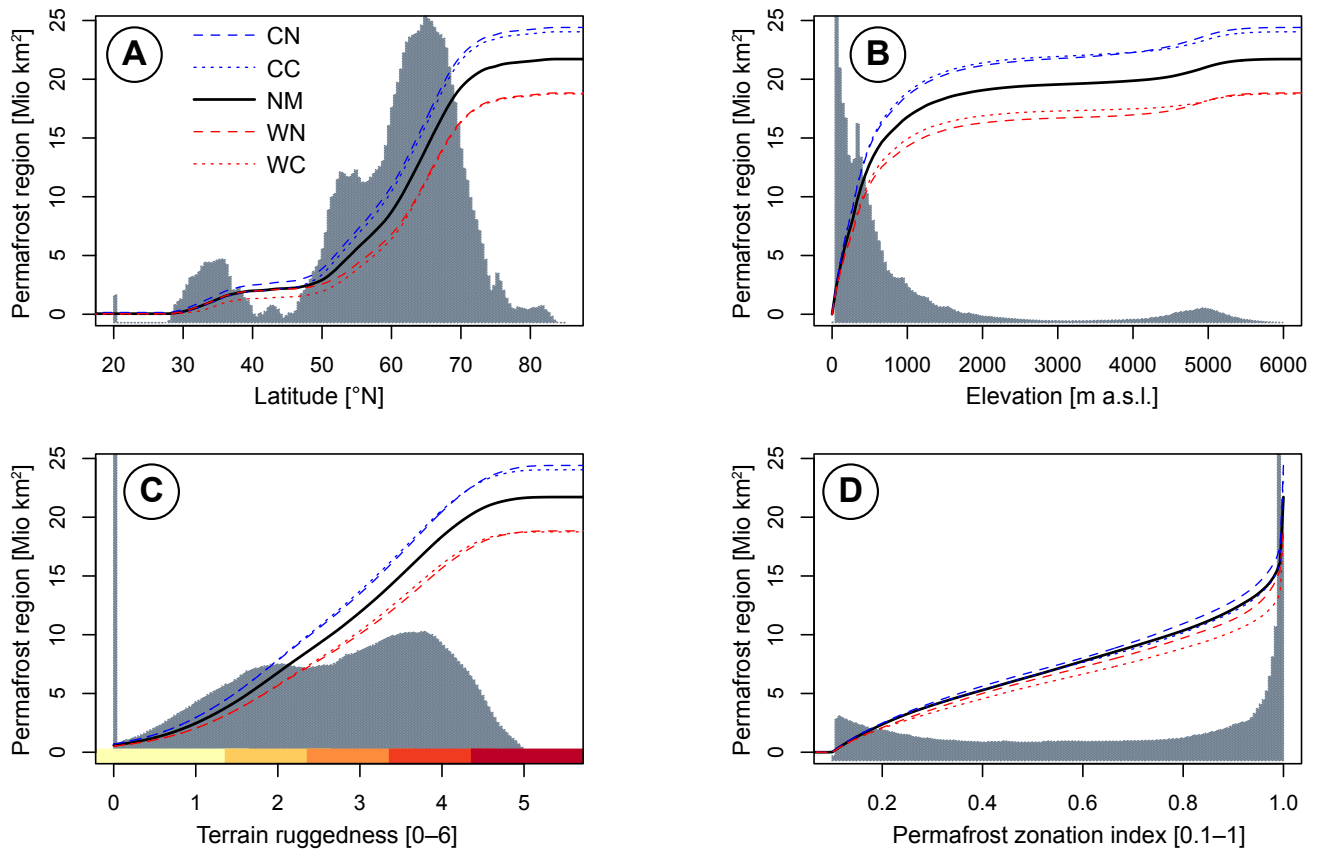 A
CN
CC
NM
WN
WC
Permafrost region [Mio km²]
0 5 10 15 20 25
20 30 40 50 60 70 80
Latitude [°N]
B
Permafrost region [Mio km²]
0 5 10 15 20 25
0 1000 2000 3000 4000 5000 6000
Elevation [m a.s.l.]
C
Permafrost region [Mio km²]
0 5 10 15 20 25
0 1 2 3 4 5
Terrain ruggedness [0–6]
D
Permafrost region [Mio km²]
0 5 10 15 20 25
0.2 0.4 0.6 0.8 1.0
Permafrost zonation index [0.1–1]